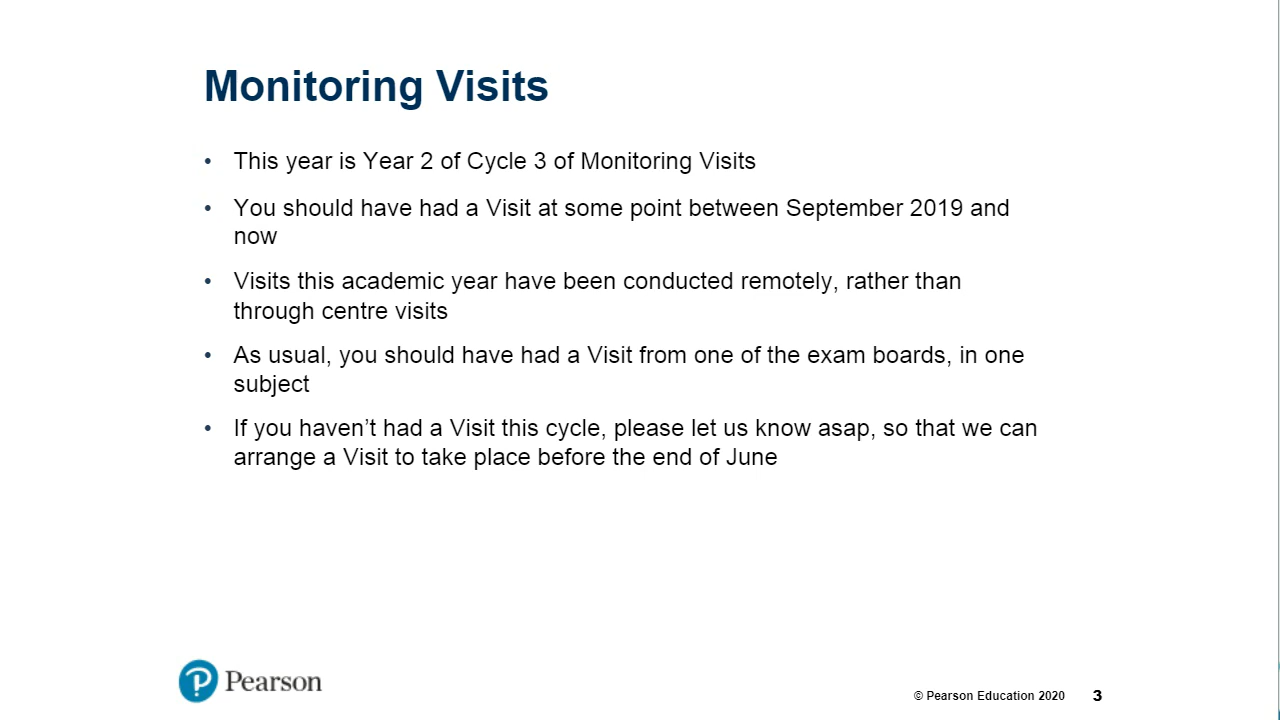 Monitoring Visits
• This year is Year 2 of Cycle 3 of Monitoring Visits
• You should have had a Visit at some point between September 2019 and
now
• Visits this academic year have been conducted remotely, rather than
through centre visits
• As usual, you should have had a Visit from one of the exam boards, in one
subject
• If you haven’t had a Visit this cycle, please let us know asap, so that we can
arrange a Visit to take place before the end of June
Pearson
© Pearson Education 2020 3